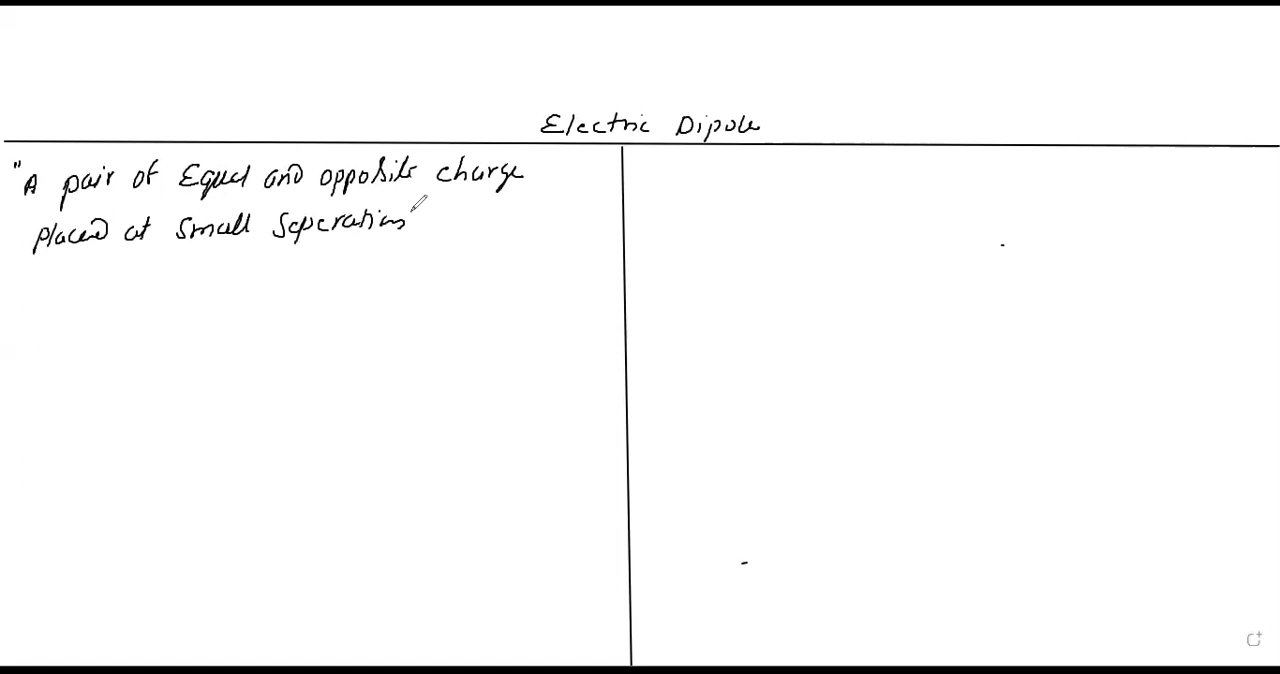 Electric Dipole
"A pair of Equal and opposite charge
placed at small seperation"